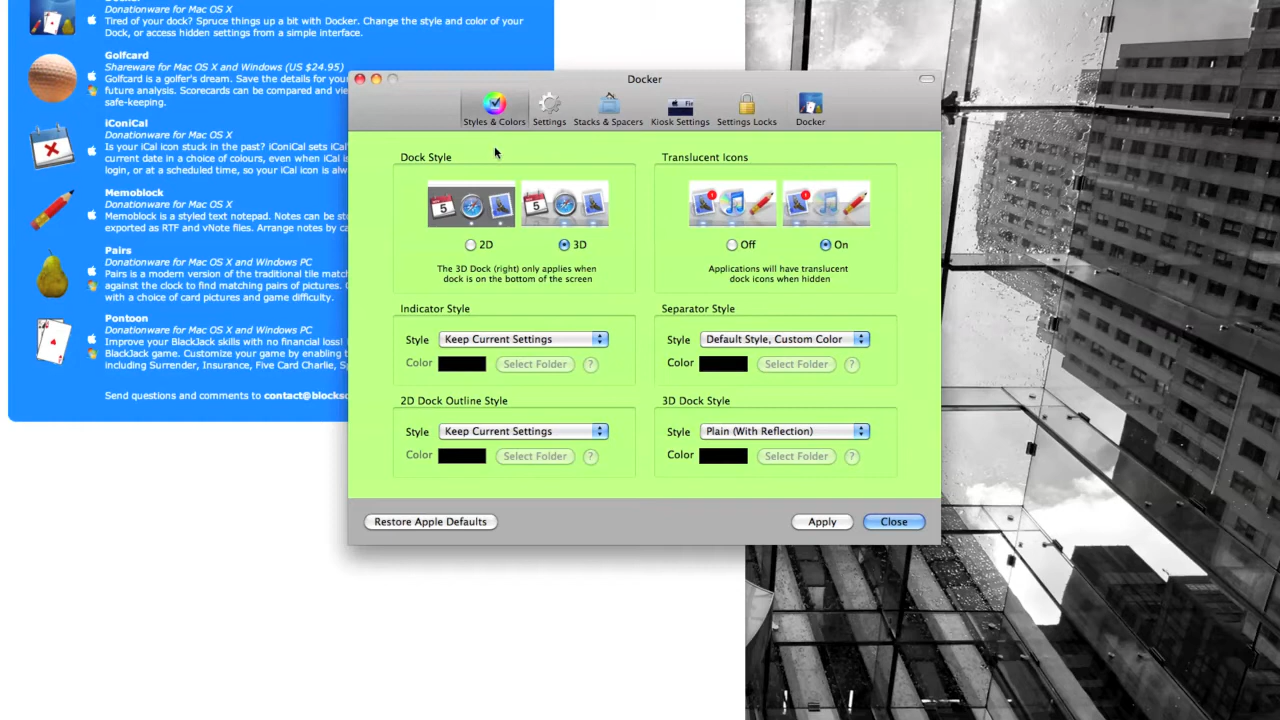 Donationware for Mac OS X
Tired of your dock? Spruce things up a bit with Docker. Change the style and color of your
Dock, or access hidden settings from a simple interface.
Golfcard
Shareware for Mac OS X and Windows (US $24.95)
Golfcard is a golfer's dream. Save the details for your
future analysis. Scorecards can be compared and vie
safe-keeping.
iConiCal
Donationware for Mac OS X
Is your iCal icon stuck in the past? iConiCal sets iCal'
current date in a choice of colours, even when iCal is
login, or at a scheduled time, so your iCal icon is alw
Memoblock
Donationware for Mac OS X
Memoblock is a styled text notepad. Notes can be st
exported as RTF and vNote files. Arrange notes by ca
Pairs
Donationware for Mac OS X and Windows PC
Pairs is a modern version of the traditional tile match
against the clock to find matching pairs of pictures. C
with a choice of card pictures and game difficulty.
Pontoon
Donationware for Mac OS X and Windows PC
Improve your BlackJack skills with no financial loss!
BlackJack game. Customize your game by enabling t
including Surrender, Insurance, Five Card Charlie, Sp
Send questions and comments to contact@blockso
Docker
Styles & Colors
Settings
Stacks & Spacers
Kiosk Settings
Settings Locks
Docker
Dock Style
2D
3D
The 3D Dock (right) only applies when
dock is on the bottom of the screen
Translucent Icons
Off
On
Applications will have translucent
dock icons when hidden
Indicator Style
Style Keep Current Settings
Color Select Folder ?
Separator Style
Style Default Style, Custom Color
Color Select Folder ?
2D Dock Outline Style
Style Keep Current Settings
Color Select Folder ?
3D Dock Style
Style Plain (With Reflection)
Color Select Folder ?
Restore Apple Defaults
Apply
Close